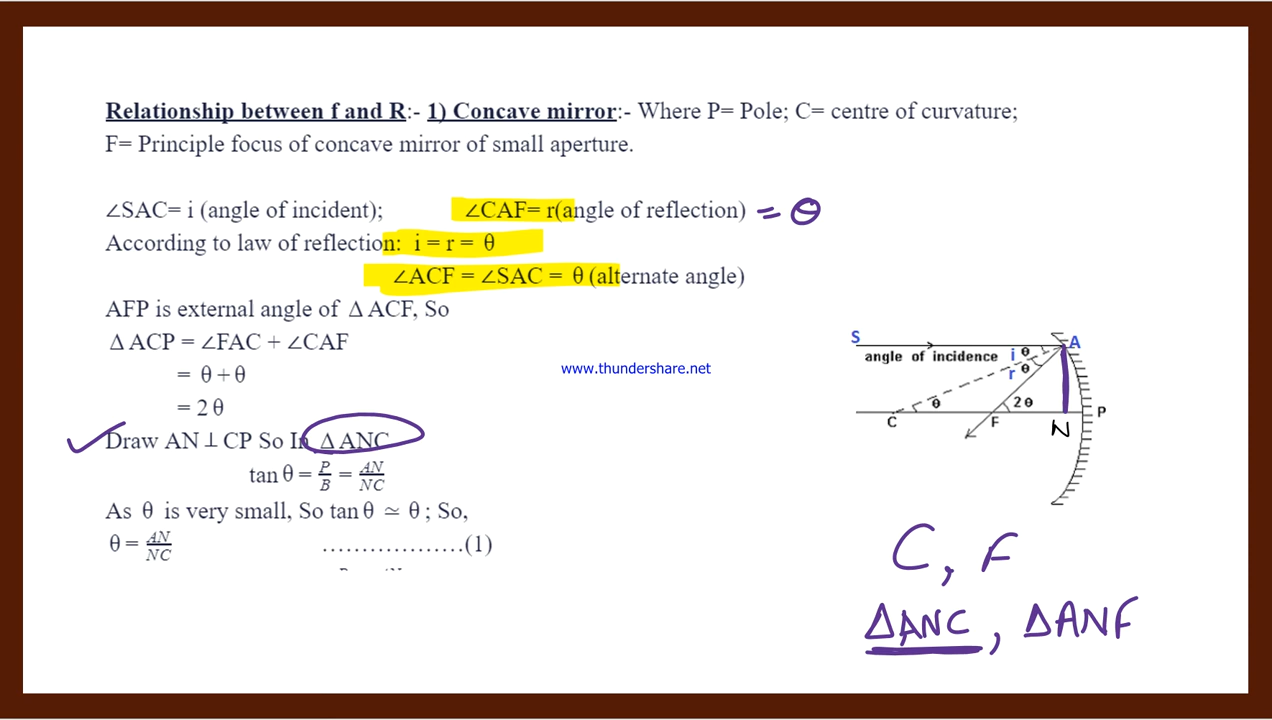 Relationship between f and R:- 1) Concave mirror:- Where P= Pole; C= centre of curvature;
F= Principle focus of concave mirror of small aperture.
∠SAC= i (angle of incident); ∠CAF= r(angle of reflection) = θ
According to law of reflection: i = r = θ
∠ACF = ∠SAC = θ (alternate angle)
AFP is external angle of Δ ACF, So
Δ ACP = ∠FAC + ∠CAF
= θ + θ
= 2 θ
Draw AN ⊥ CP So In Δ ANC
tan θ = P/B = AN/NC
As θ is very small, So tan θ ≃ θ ; So,
θ = AN/NC ..................(1)
www.thundershare.net
S
A
angle of incidence i θ
r θ
θ
2 θ
P
C
F
N
C, F
ΔANC, ΔANF